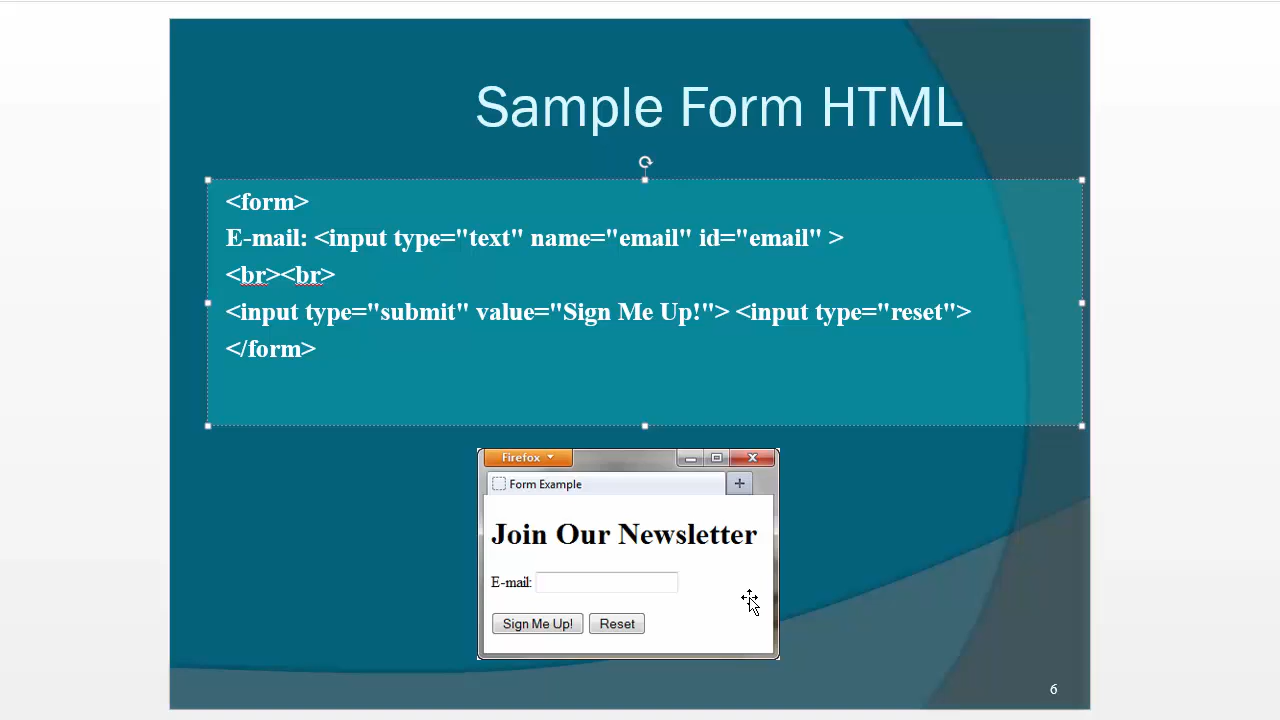 Sample Form HTML
<form>
E-mail: <input type="text" name="email" id="email" >
<br><br>
<input type="submit" value="Sign Me Up!"> <input type="reset">
</form>
Firefox
Form Example
Join Our Newsletter
E-mail:
Sign Me Up! Reset
6